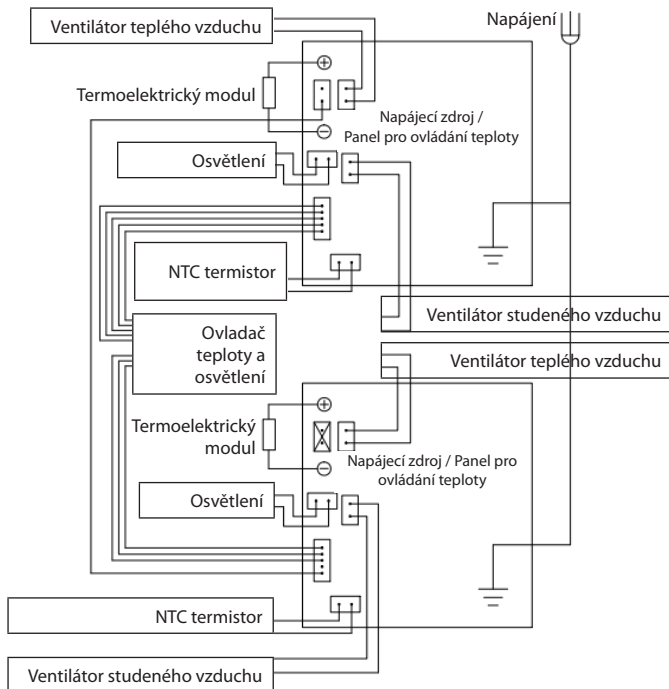 Ventilátor teplého vzduchu
Napájení
Termoelektrický modul
Napájecí zdroj /
Panel pro ovládání teploty
Osvětlení
NTC termistor
Ventilátor studeného vzduchu
Ovladač
teploty a
osvětlení
Ventilátor teplého vzduchu
Termoelektrický
modul
Napájecí zdroj / Panel pro
ovládání teploty
Osvětlení
NTC termistor
Ventilátor studeného vzduchu